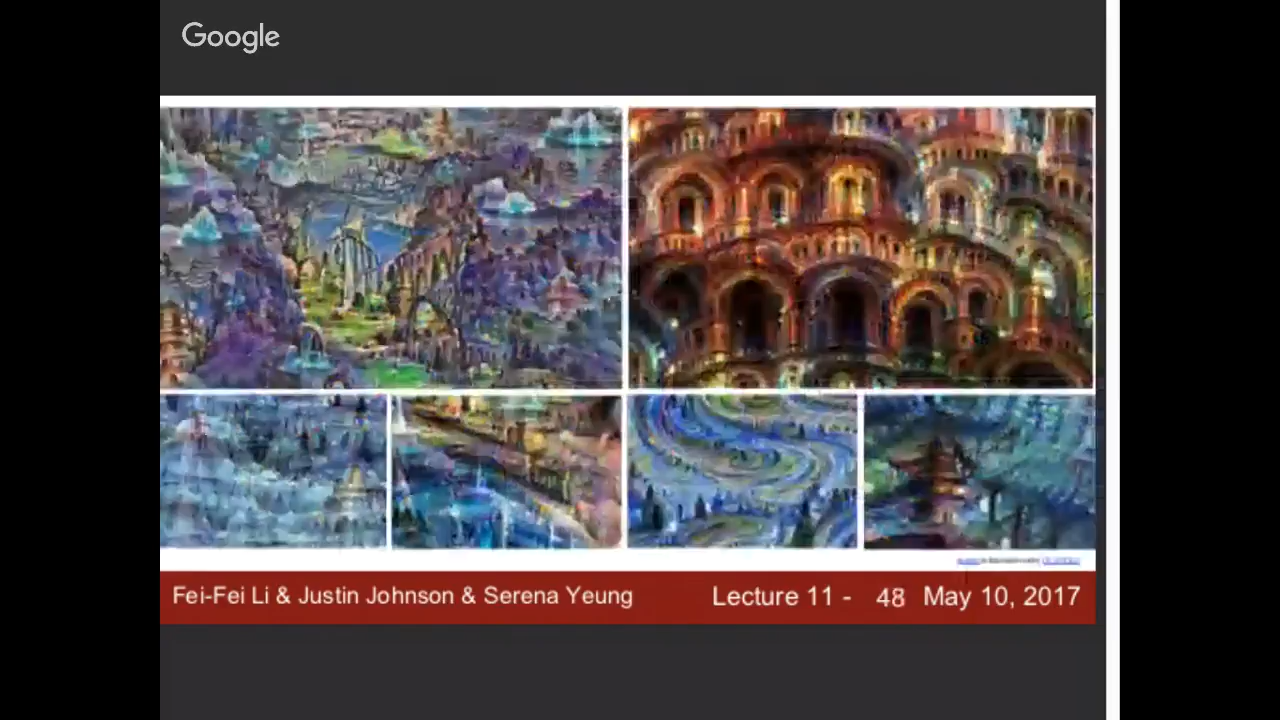 Google
Fei-Fei Li & Justin Johnson & Serena Yeung
Lecture 11 - 48 May 10, 2017